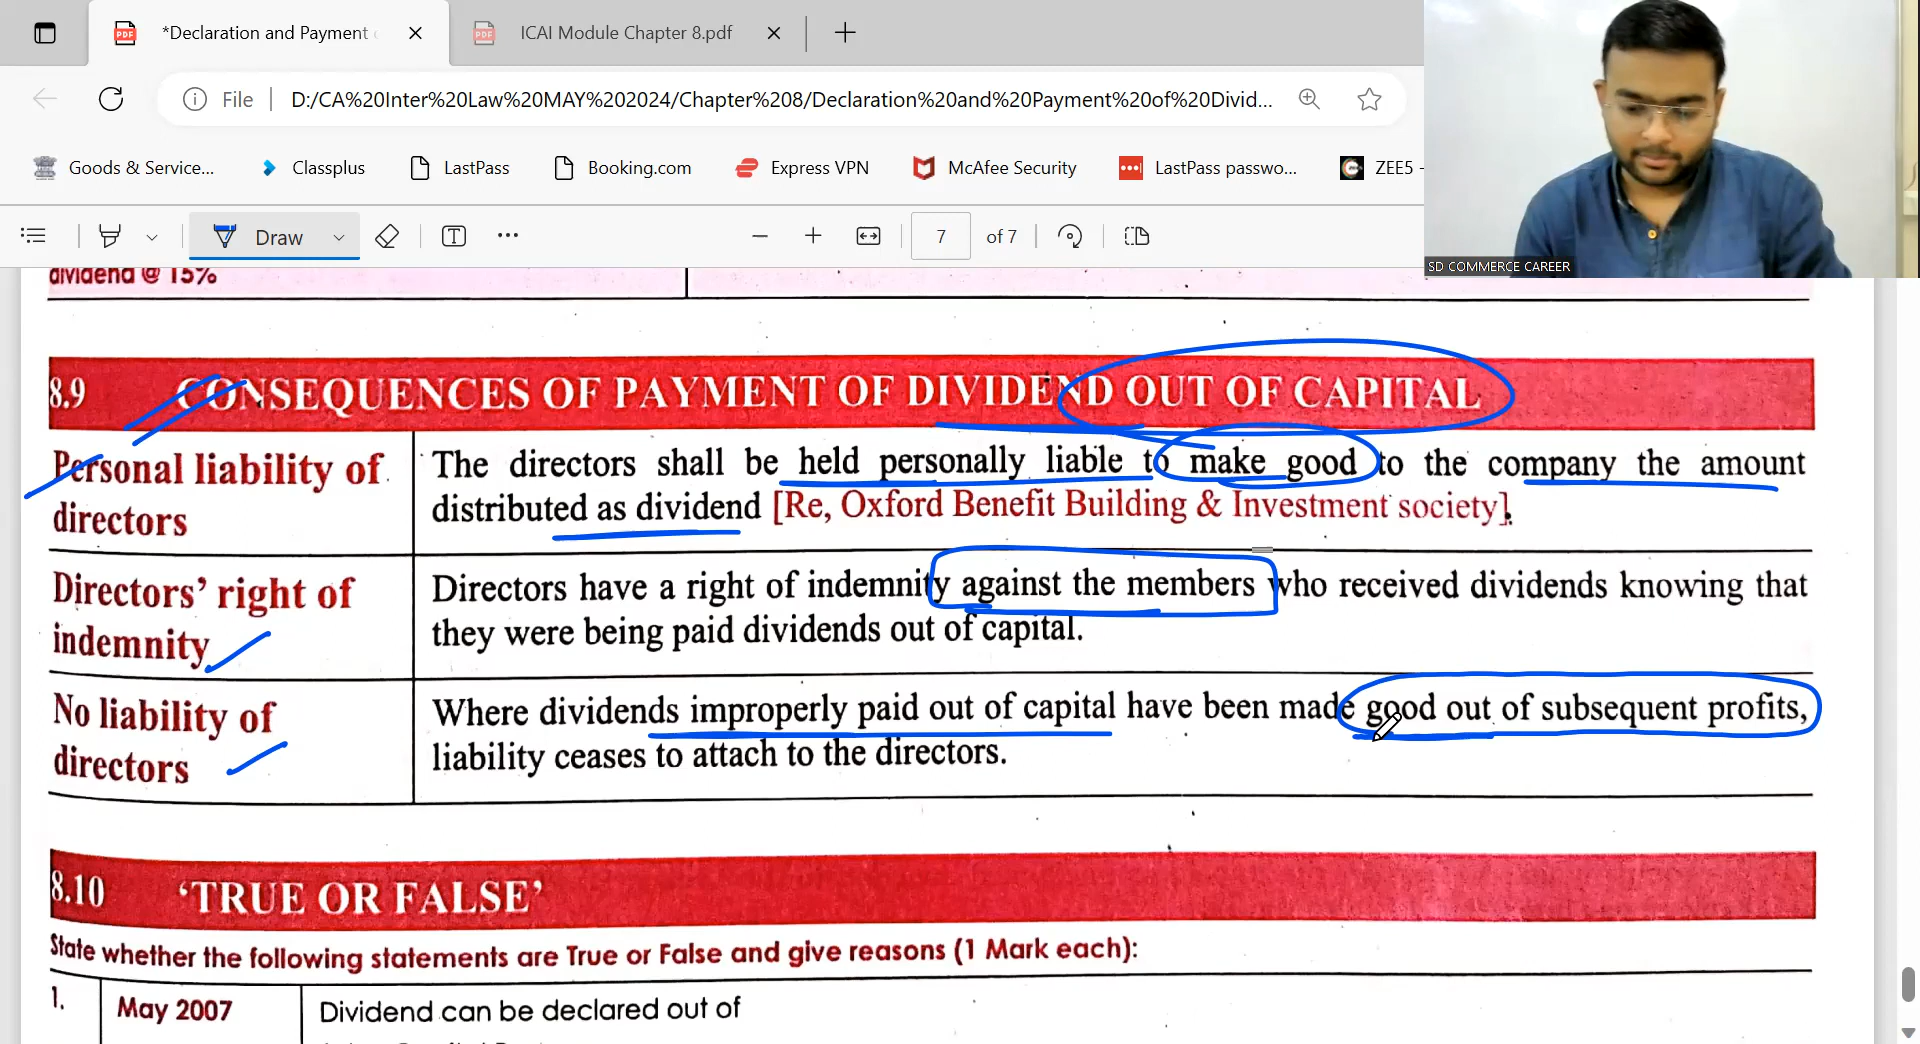 *Declaration and Payment
ICAI Module Chapter 8.pdf
File
D:/CA%20Inter%20Law%20MAY%202024/Chapter%208/Declaration%20and%20Payment%20of%20Divid...
Goods & Service...
Classplus
LastPass
Booking.com
Express VPN
McAfee Security
LastPass passwo...
ZEE5 -
Draw
7
of 7
SD COMMERCE CAREER
dividend @ 15%
8.9 CONSEQUENCES OF PAYMENT OF DIVIDEND OUT OF CAPITAL
Personal liability of
directors
The directors shall be held personally liable to make good to the company the amount
distributed as dividend [Re, Oxford Benefit Building & Investment society].
Directors' right of
indemnity
Directors have a right of indemnity against the members who received dividends knowing that
they were being paid dividends out of capital.
No liability of
directors
Where dividends improperly paid out of capital have been made good out of subsequent profits,
liability ceases to attach to the directors.
8.10 'TRUE OR FALSE'
State whether the following statements are True or False and give reasons (1 Mark each):
1. May 2007 Dividend can be declared out of